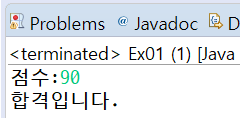 Problems @ Javadoc D
<terminated> Ex01 (1) [Java
점수:90
합격입니다.